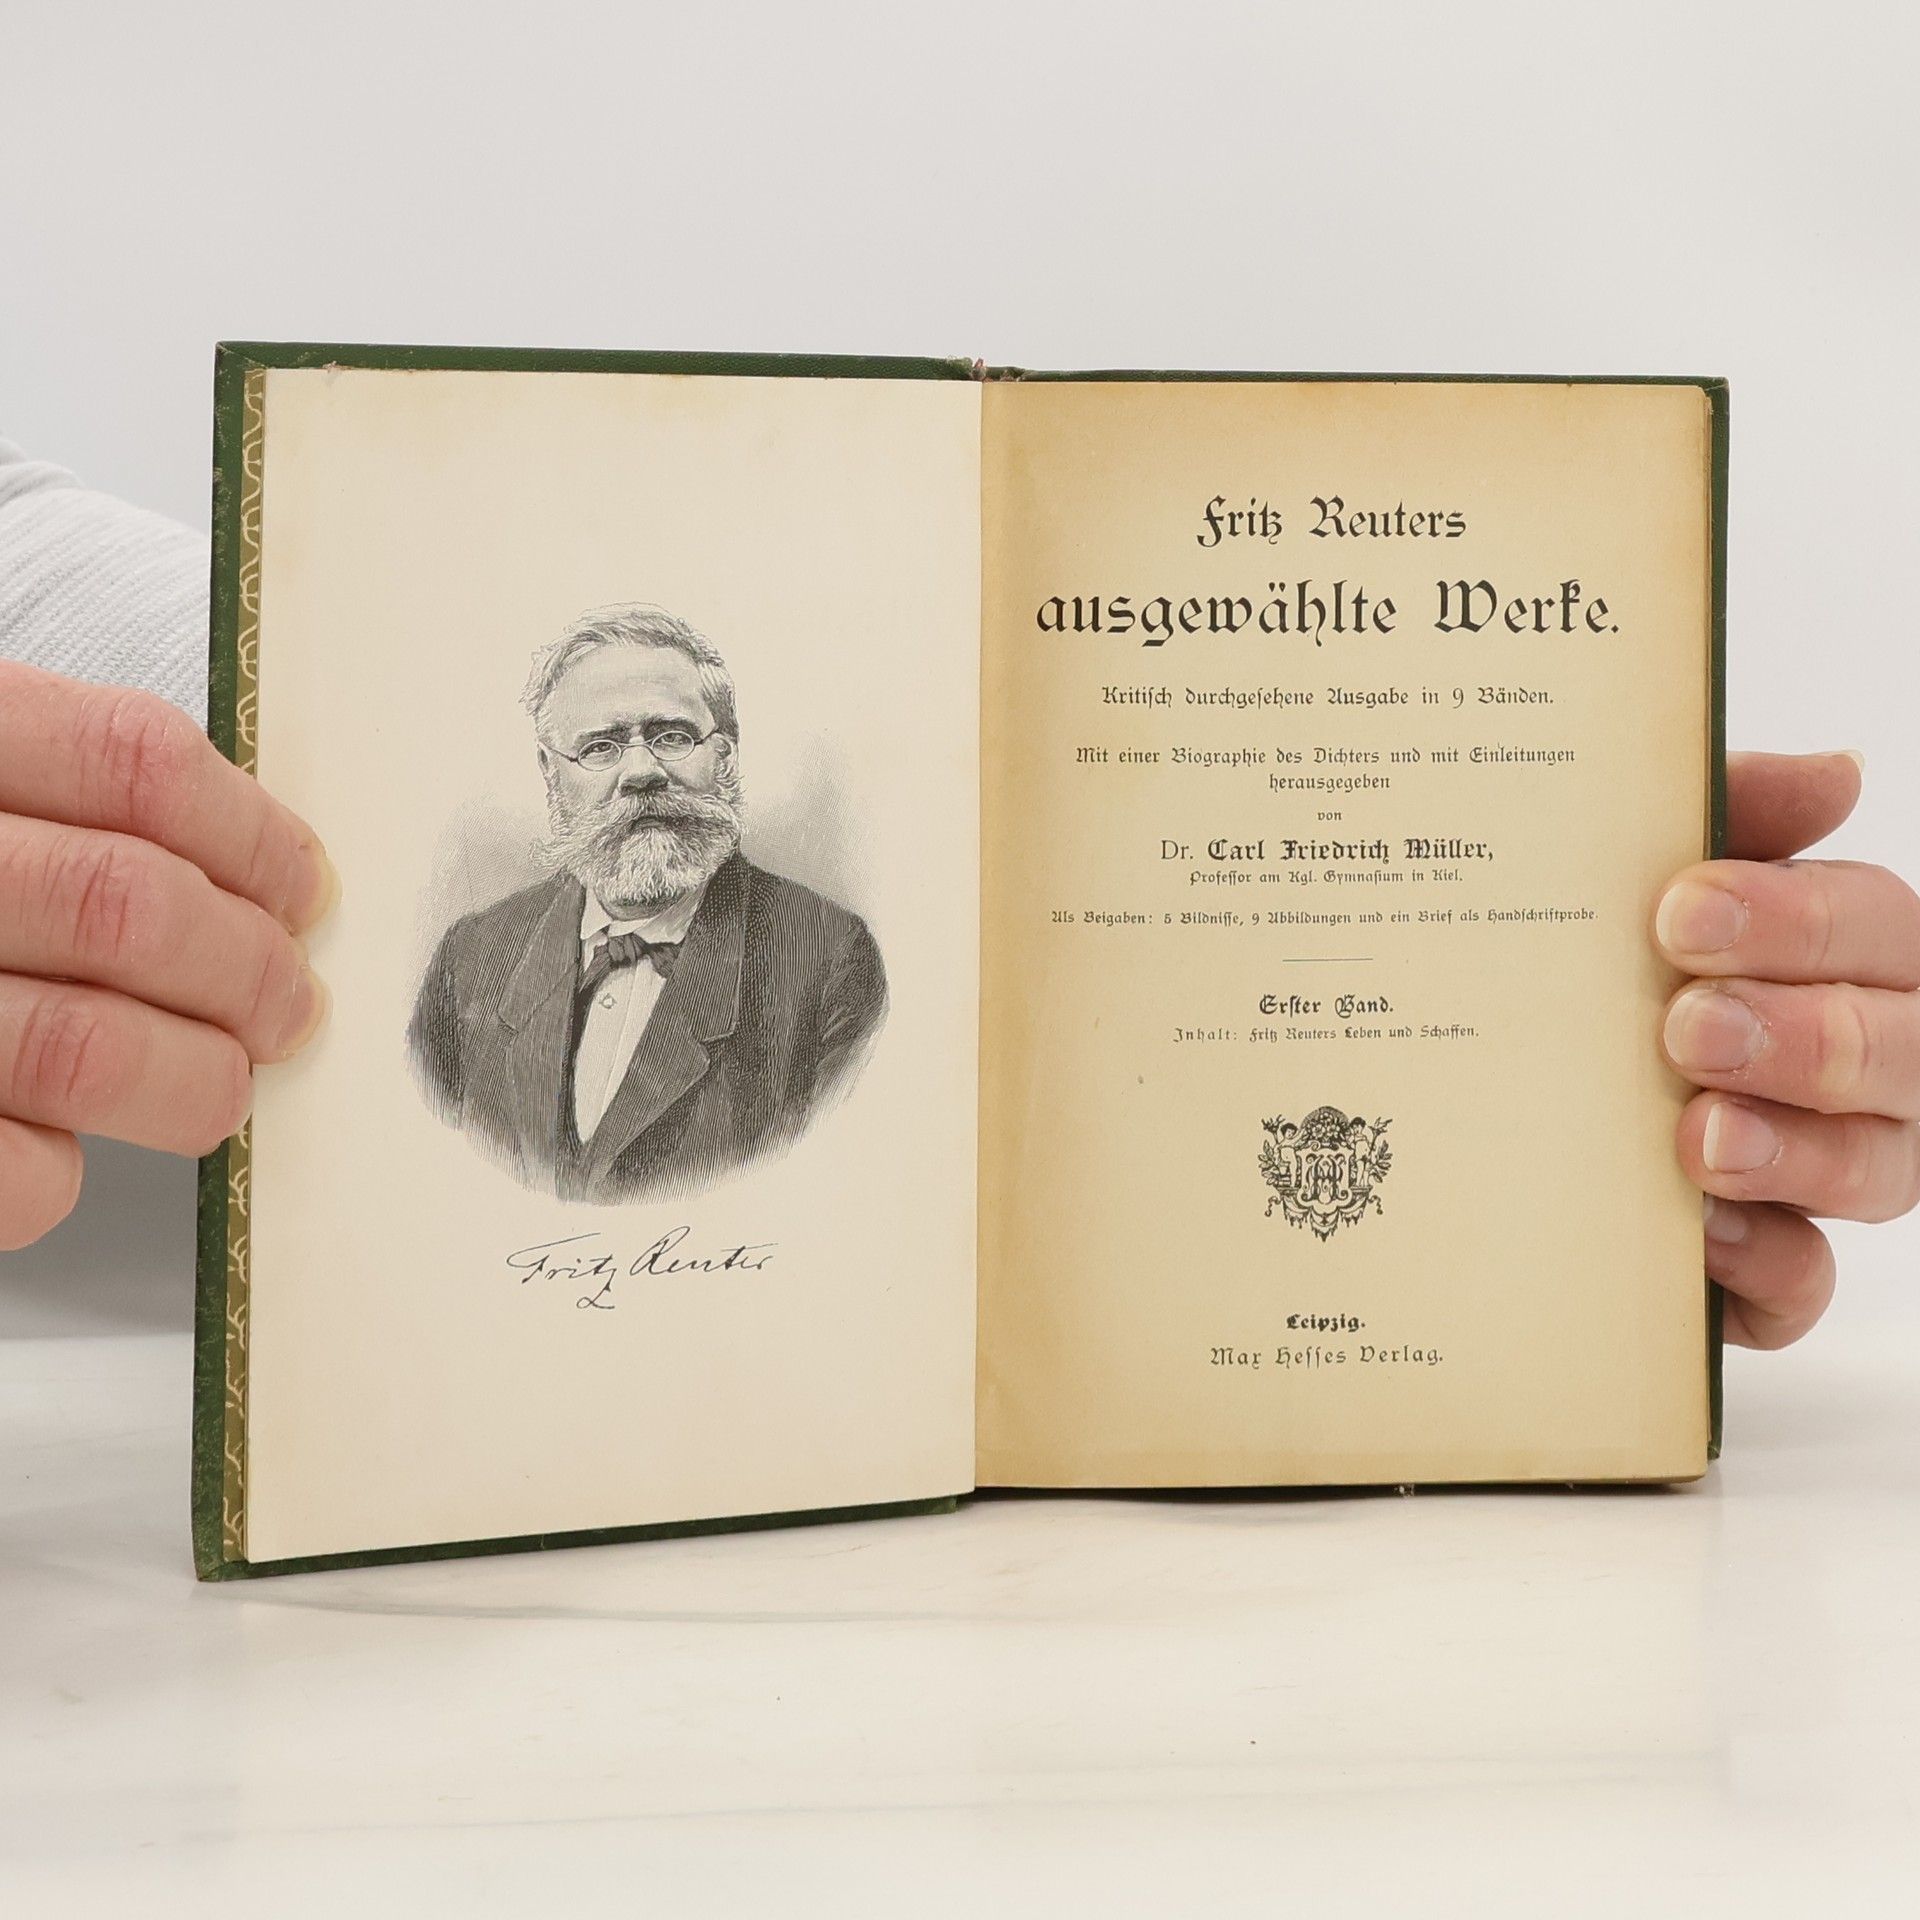 Fritz Reuter
Fritz Reuters
ausgewählte Werke.
Kritiſch durchgeſehene Ausgabe in 9 Bänden.
Mit einer Biographie des Dichters und mit Einleitungen
herausgegeben
von
Dr. Carl Friedrich Müller,
Profeſſor am Kgl. Gymnaſium in Kiel.
Als Beigaben: 5 Bildniſſe, 9 Abbildungen und ein Brief als Handſchriftprobe.
Erſter Band.
Inhalt: Fritz Reuters Leben und Schaffen.
Leipzig.
Max Heſſes Verlag.